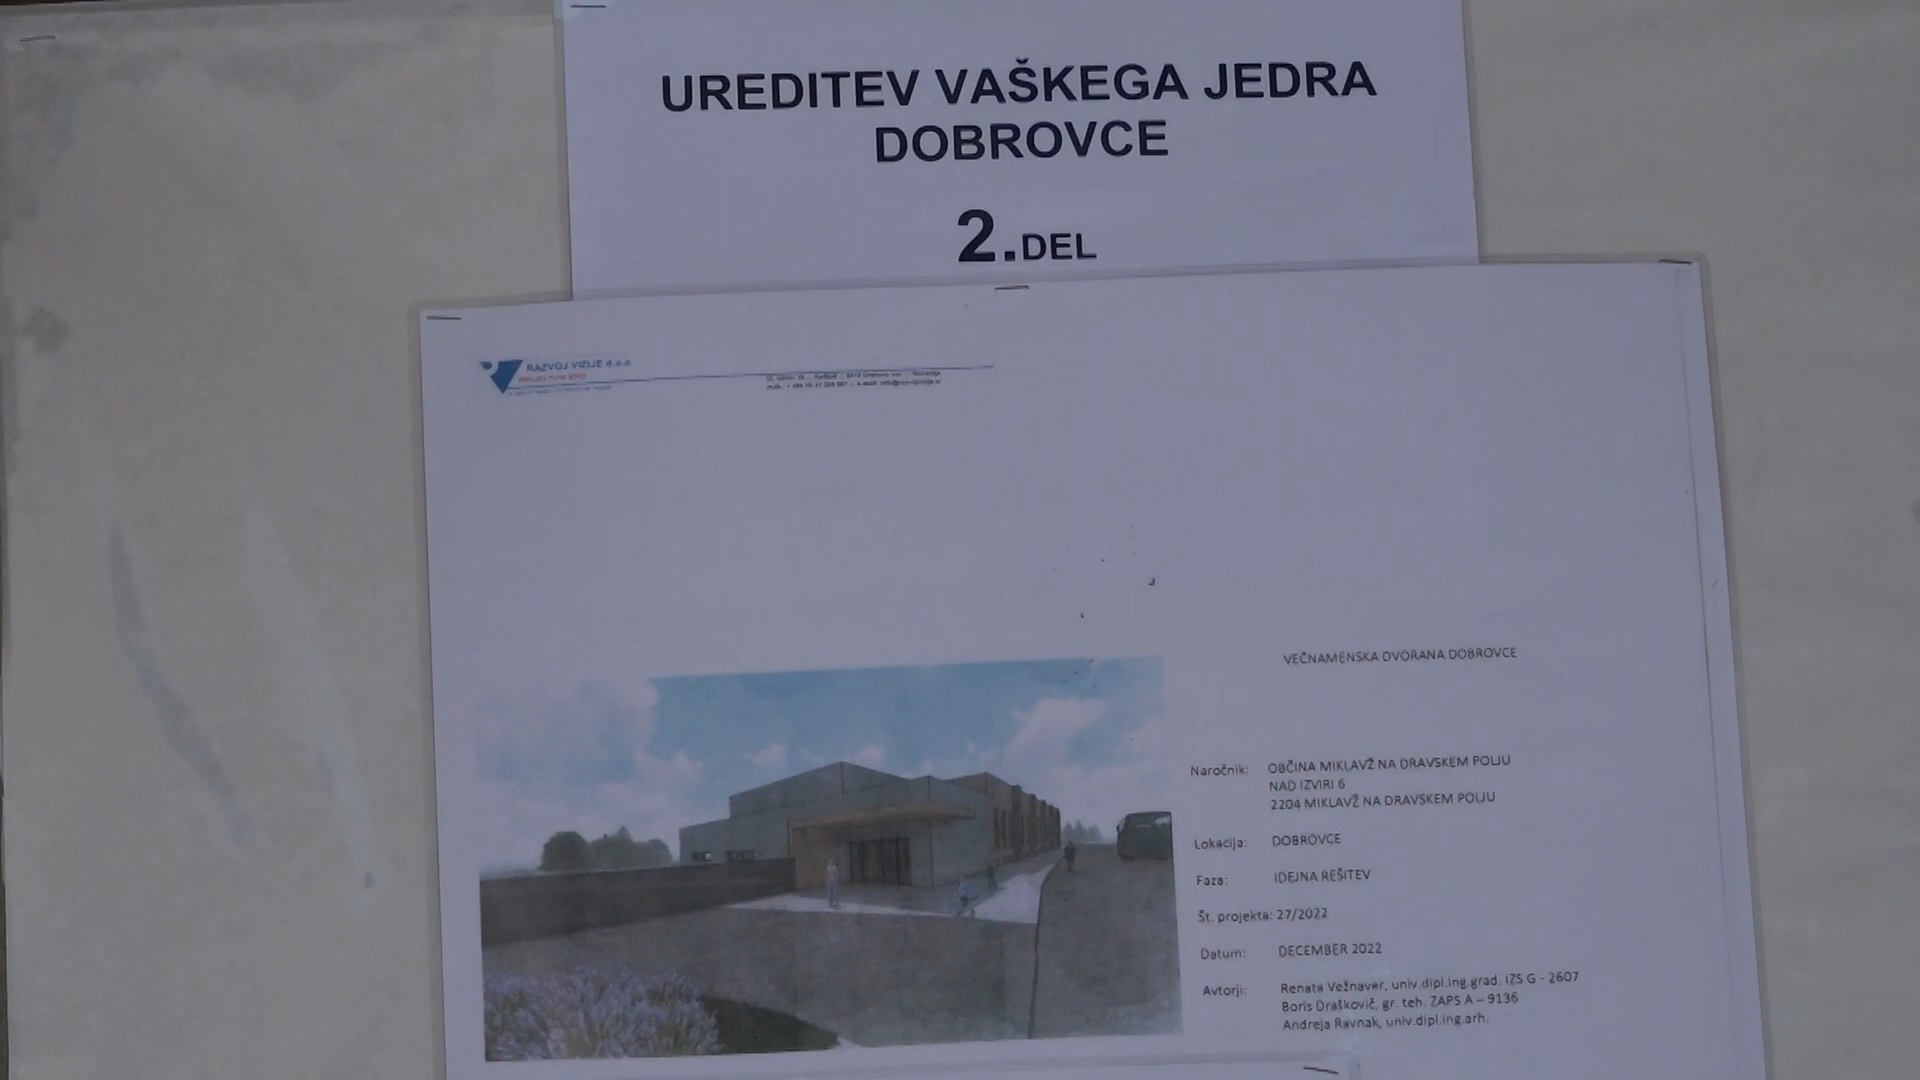 UREDITEV VAŠKEGA JEDRA
DOBROVCE
2.DEL
RAZVOJ VIZIJE d.o.o
VEČNAMENSKA DVORANA DOBROVCE
Naročnik: OBČINA MIKLAVŽ NA DRAVSKEM POLJU
NAD IZVIRI 6
2204 MIKLAVŽ NA DRAVSKEM POLJU
Lokacija: DOBROVCE
Faza: IDEJNA REŠITEV
Št. projekta: 27/2022
Datum: DECEMBER 2022
Avtorji: Renata Vežnaver, univ.dipl.ing.grad. IZS G - 2607
Boris Draškovič, gr. teh. ZAPS A – 9136
Andreja Ravnak, univ.dipl.ing.arh.